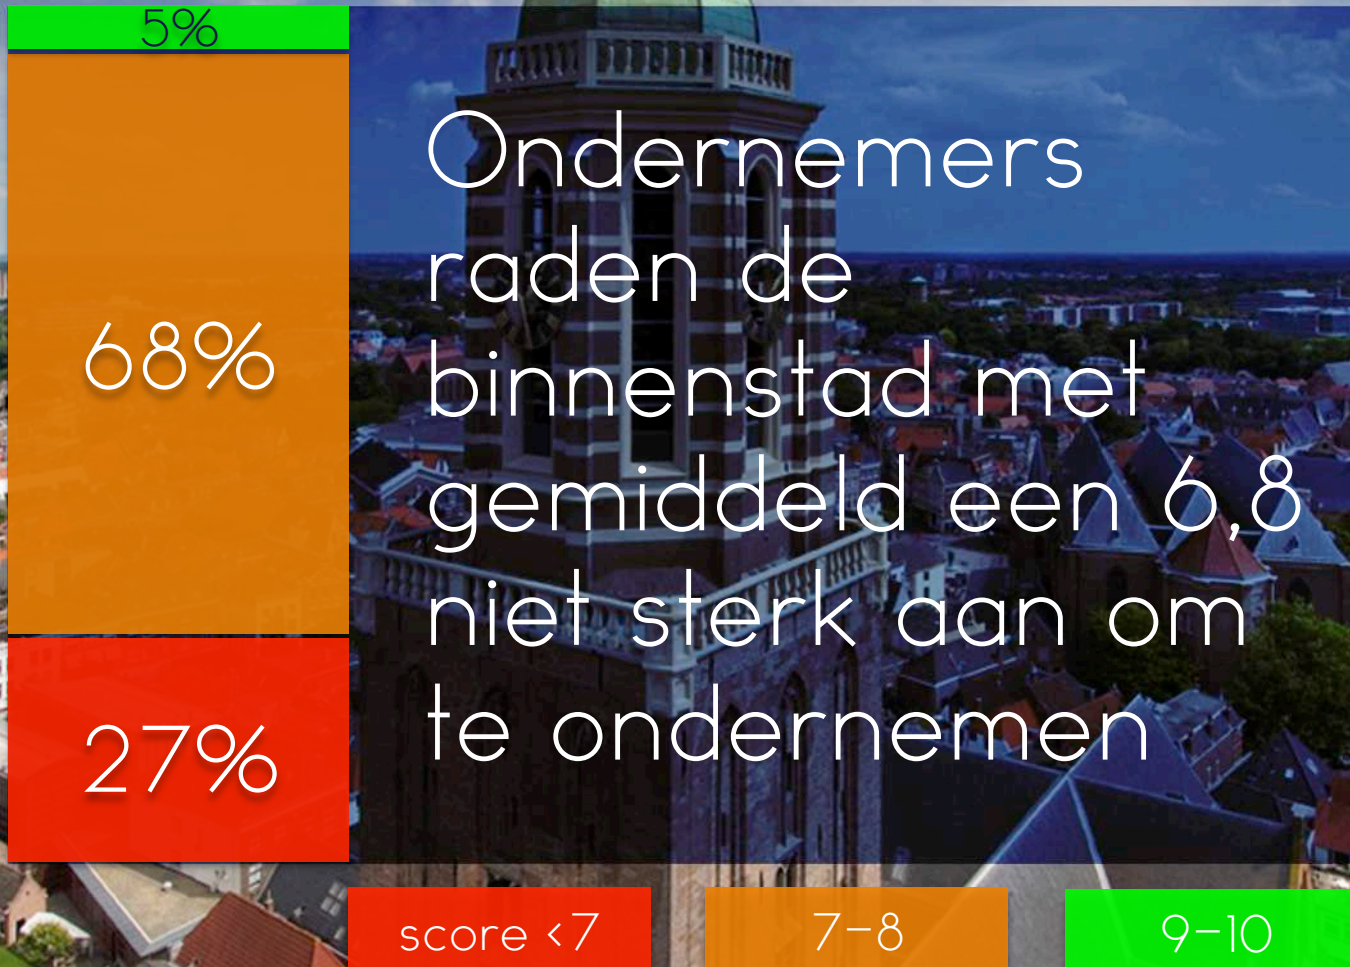 5%
68%
27%
Ondernemers
raden de
binnenstad met
gemiddeld een 6,8
niet sterk aan om
te ondernemen
score <7
7-8
9-10